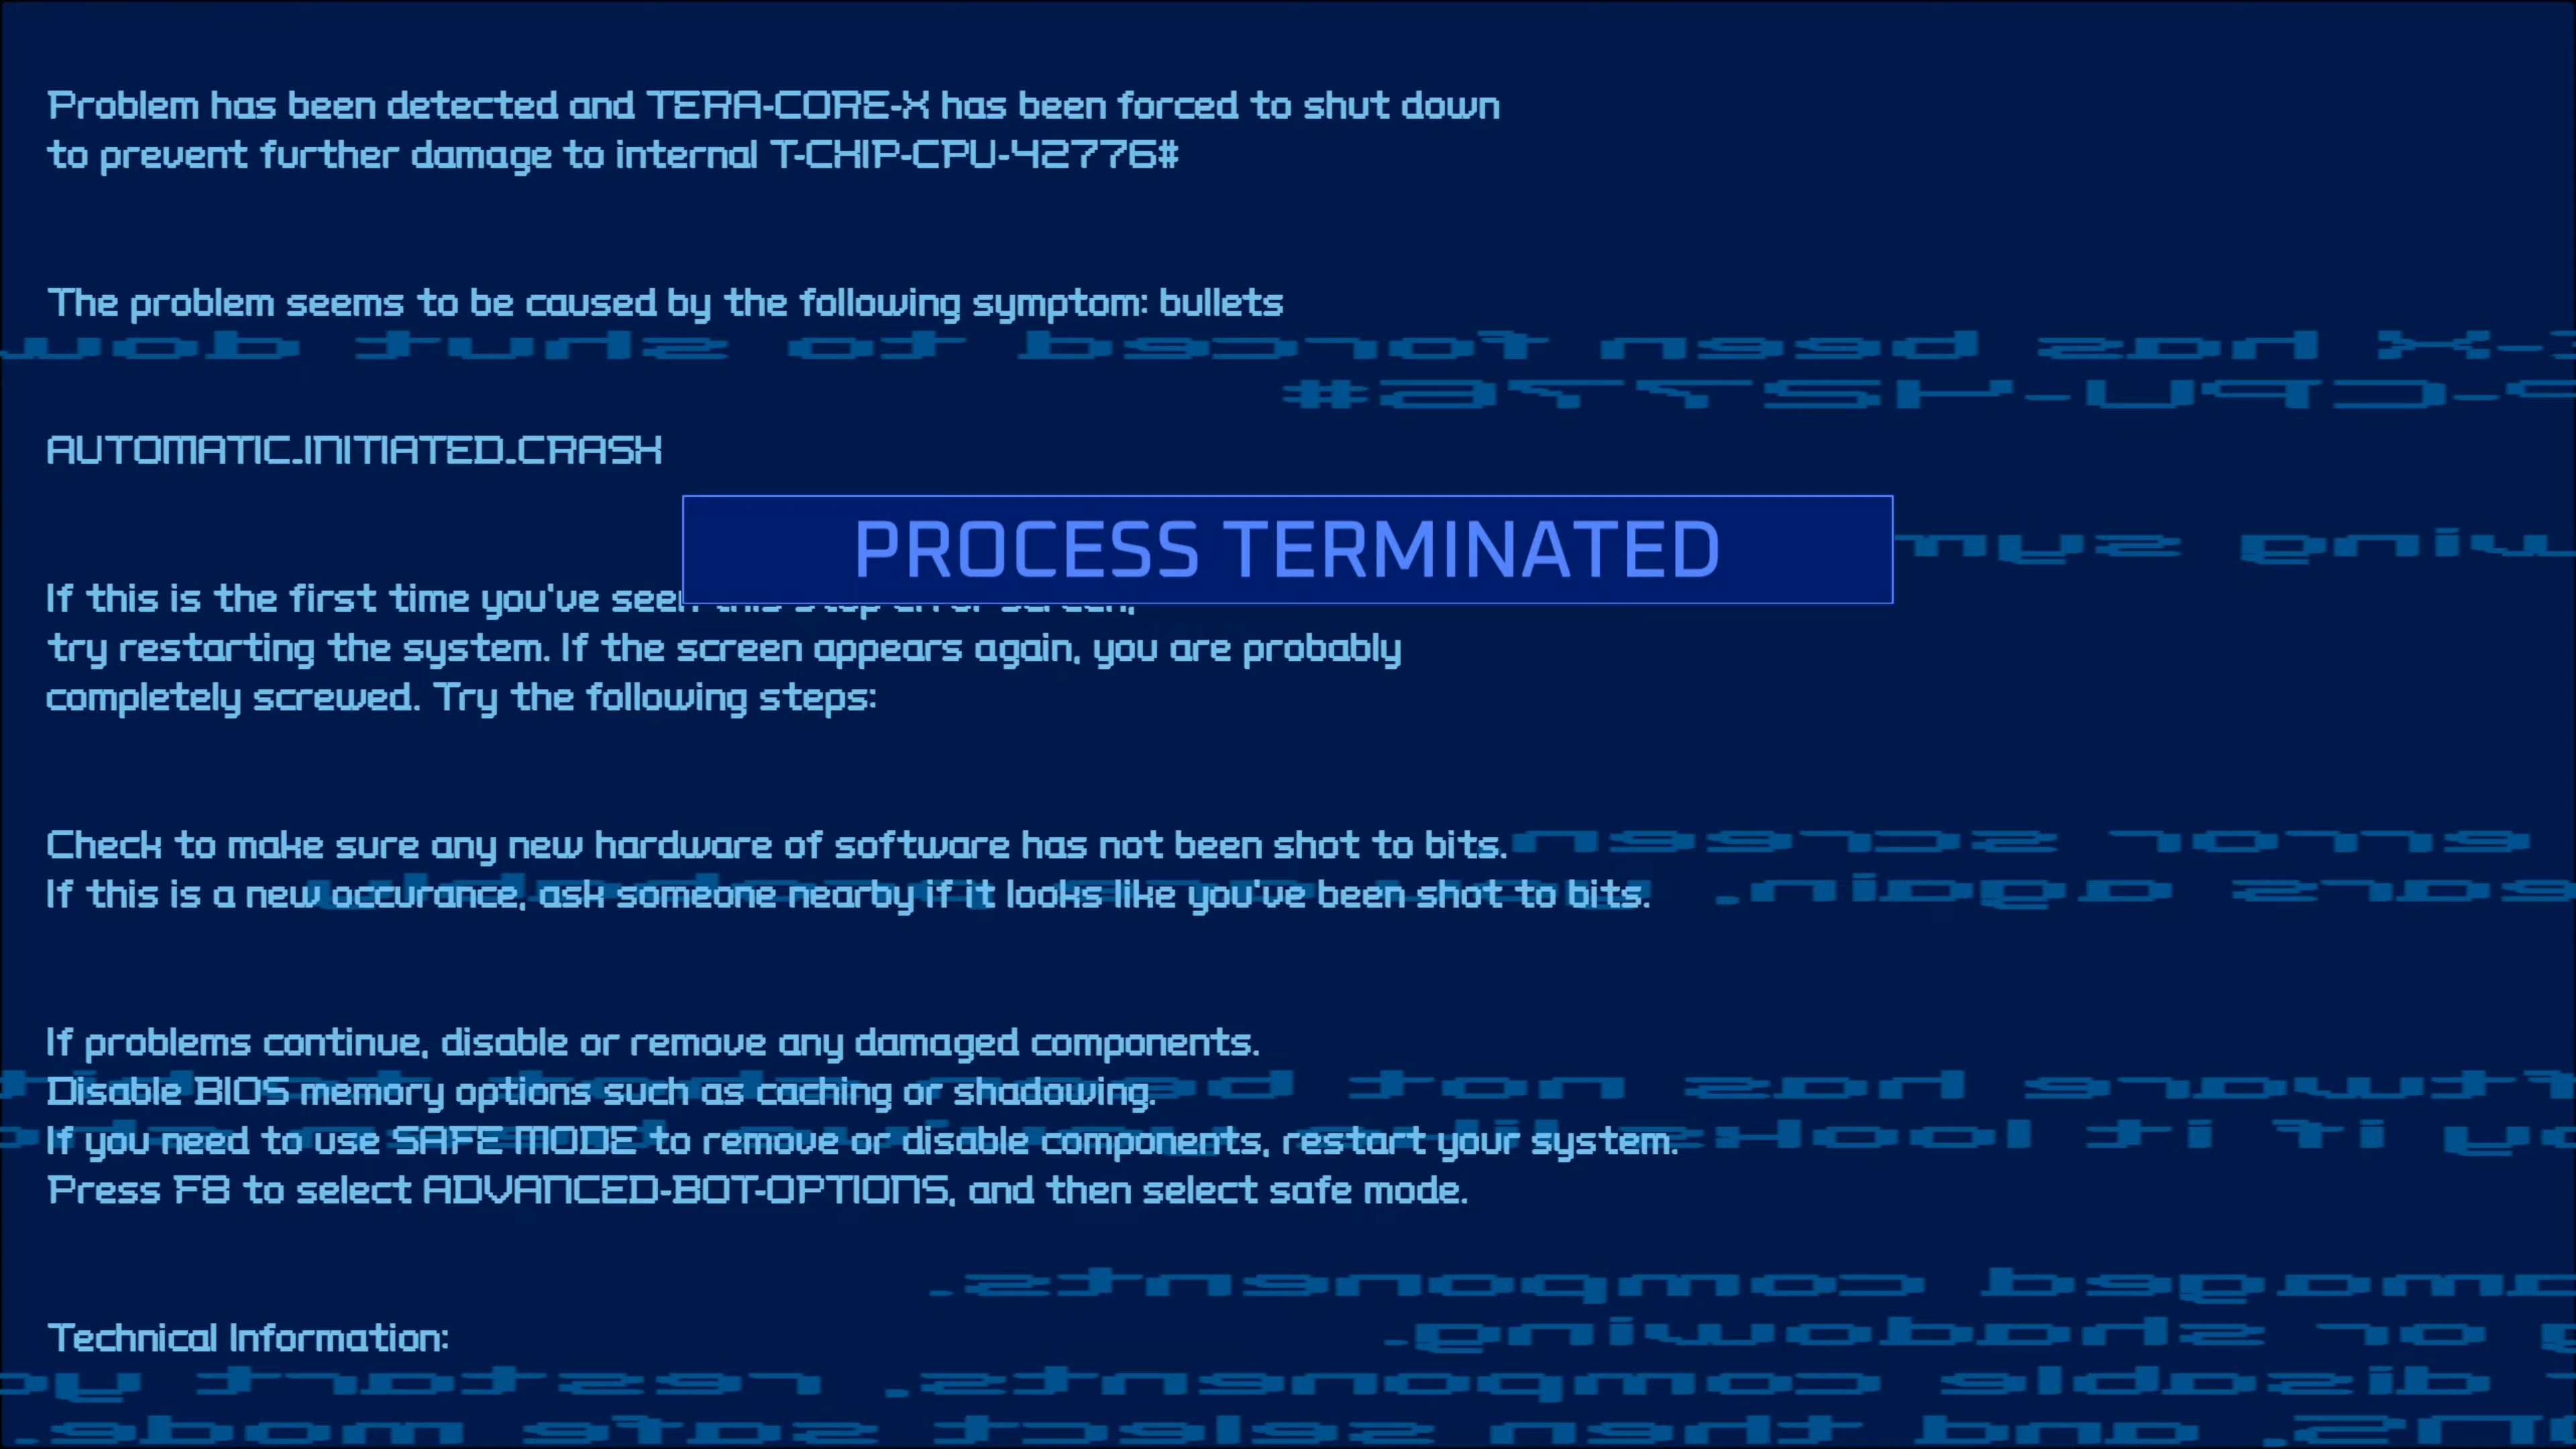 Problem has been detected and TERA-CORE-X has been forced to shut down
to prevent further damage to internal T-CHIP-CPU-42776#
The problem seems to be caused by the following symptom: bullets
AUTOMATIC_INITIATED_CRASH
PROCESS TERMINATED
If this is the first time you've seen this stop error screen,
try restarting the system. If the screen appears again, you are probably
completely screwed. Try the following steps:
Check to make sure any new hardware of software has not been shot to bits.
If this is a new accurance, ask someone nearby if it looks like you've been shot to bits.
If problems continue, disable or remove any damaged components.
Disable BIOS memory options such as caching or shadowing.
If you need to use SAFE MODE to remove or disable components, restart your system.
Press F8 to select ADVANCED-BOT-OPTIONS, and then select safe mode.
Technical Information: